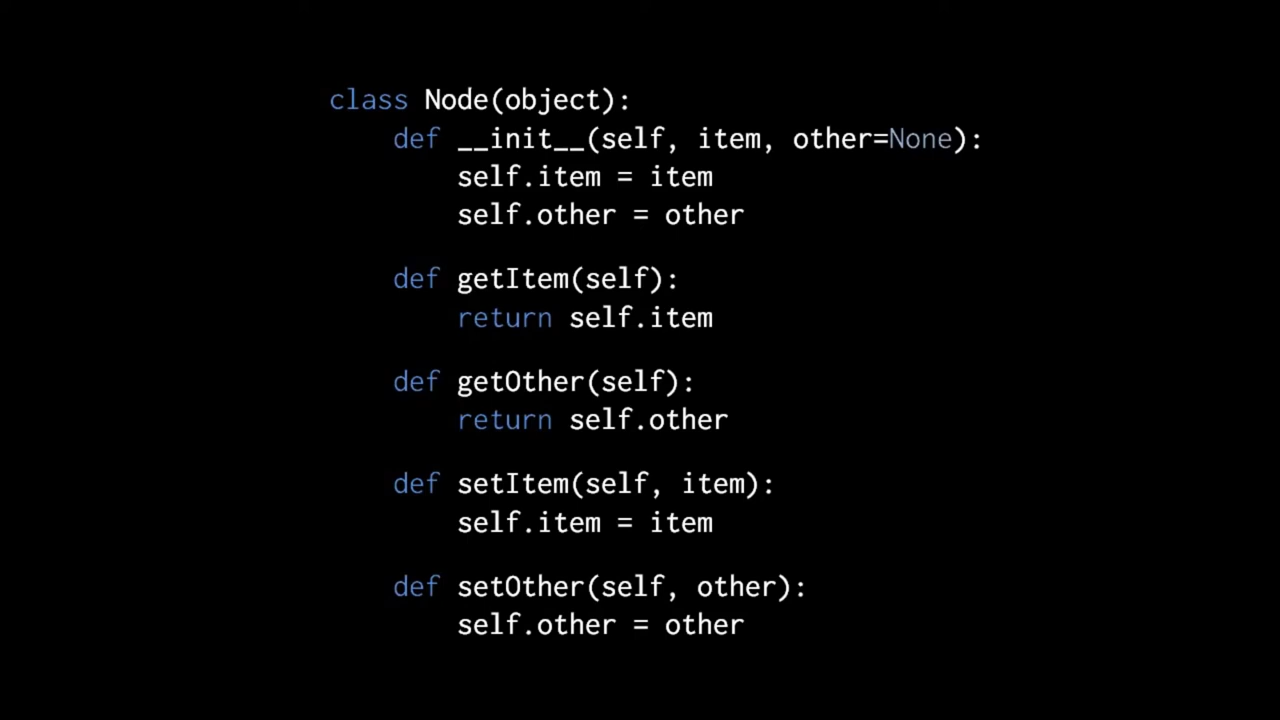 class Node(object):
    def __init__(self, item, other=None):
        self.item = item
        self.other = other

    def getItem(self):
        return self.item

    def getOther(self):
        return self.other

    def setItem(self, item):
        self.item = item

    def setOther(self, other):
        self.other = other